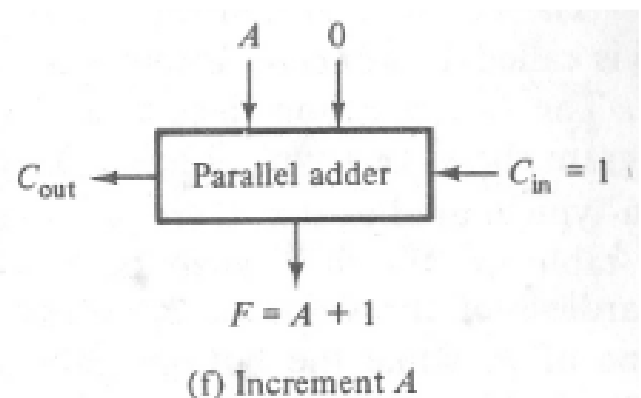 A 0
C_out Parallel adder C_in = 1
F = A + 1
(f) Increment A